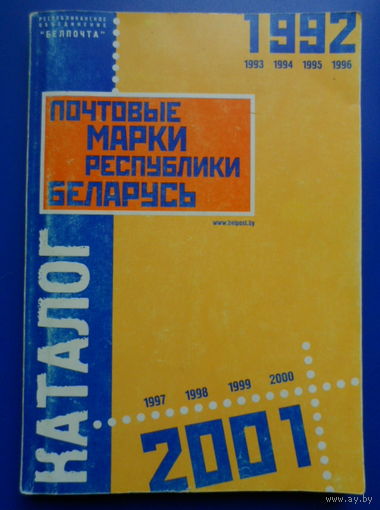 РЕСПУБЛИКАНСКОЕ
ОБЪЕДИНЕНИЕ
"БЕЛПОЧТА"
1992
1993 1994 1995 1996
ПОЧТОВЫЕ
МАРКИ
РЕСПУБЛИКИ
БЕЛАРУСЬ
www.belpost.by
КАТАЛОГ
1997 1998 1999 2000
2001
www.ay.by